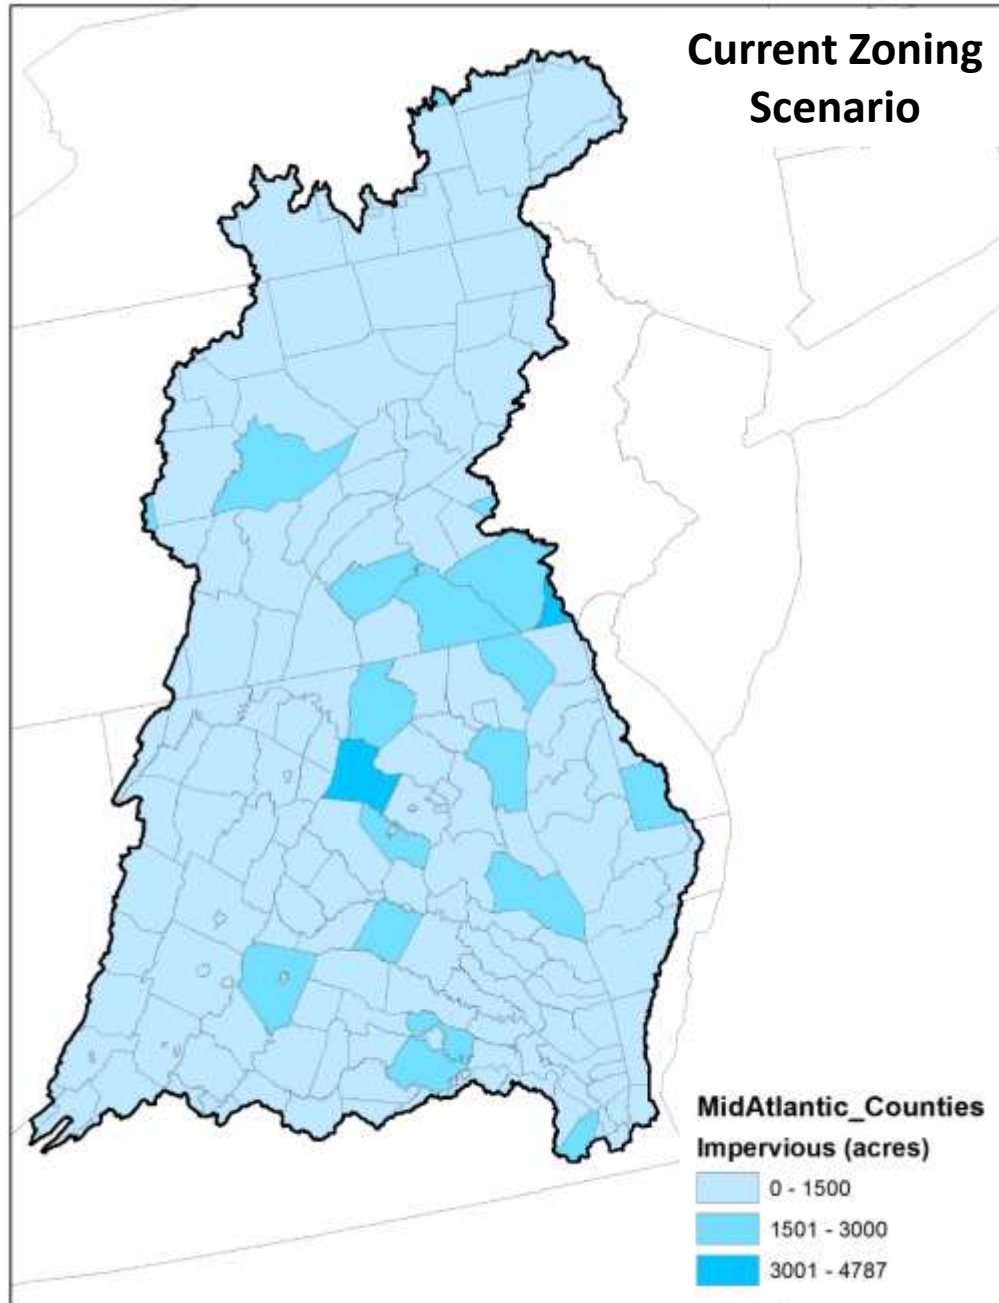 Current Zoning
Scenario
MidAtlantic_Counties
Impervious (acres)
0 - 1500
1501 - 3000
3001 - 4787